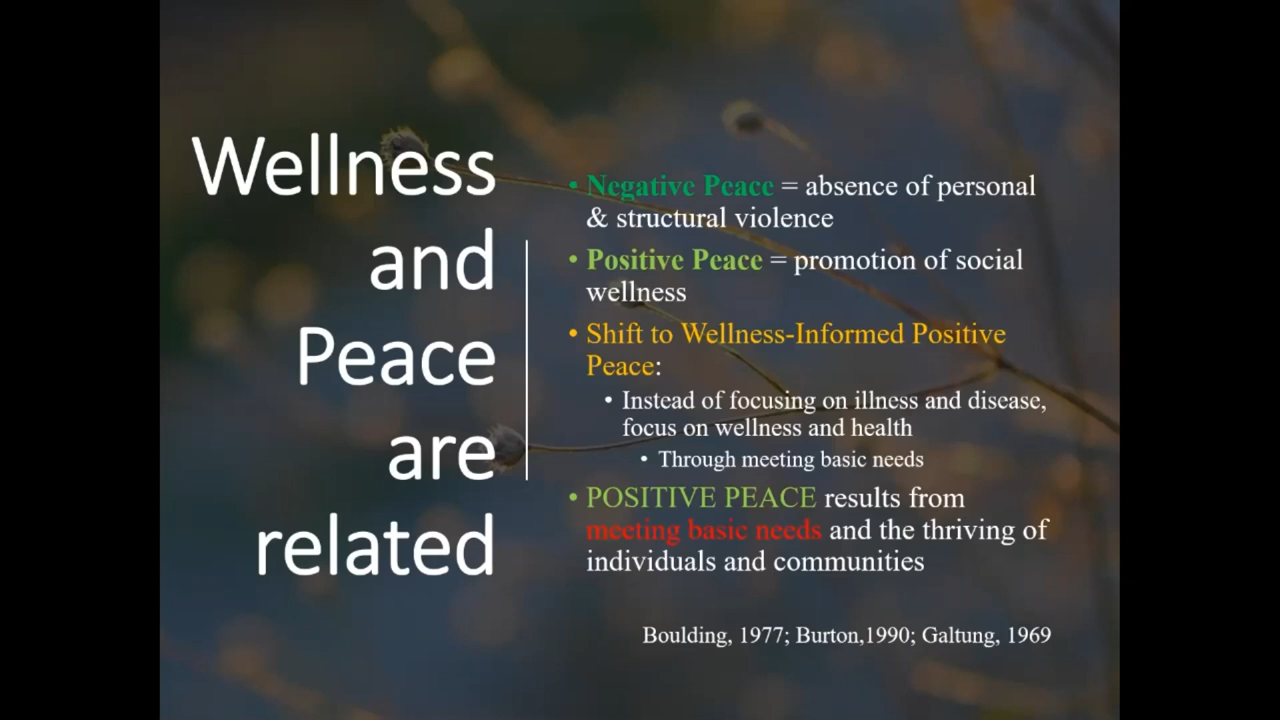 Wellness
and
Peace
are
related
• Negative Peace = absence of personal
& structural violence
• Positive Peace = promotion of social
wellness
• Shift to Wellness-Informed Positive
Peace:
• Instead of focusing on illness and disease,
focus on wellness and health
• Through meeting basic needs
• POSITIVE PEACE results from
meeting basic needs and the thriving of
individuals and communities
Boulding, 1977; Burton,1990; Galtung, 1969